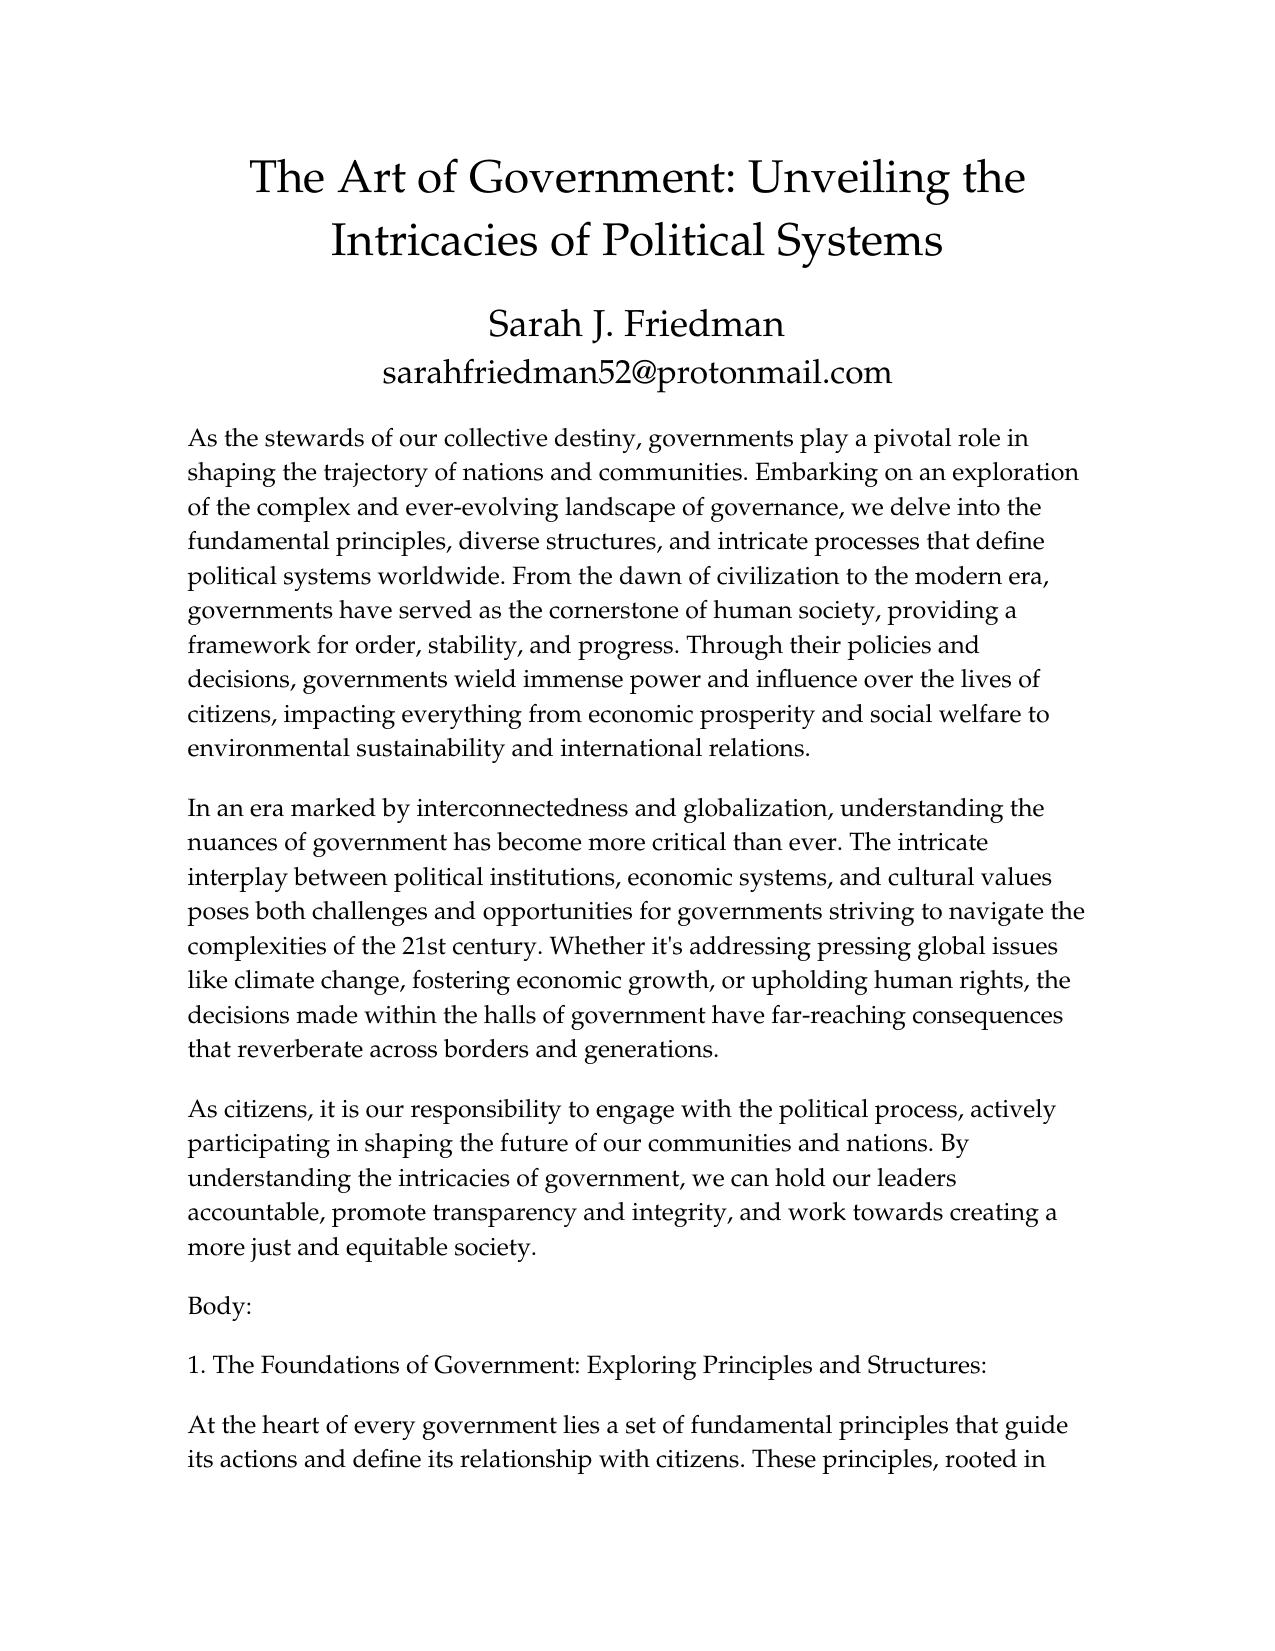 The Art of Government: Unveiling the
Intricacies of Political Systems
Sarah J. Friedman
sarahfriedman52@protonmail.com
As the stewards of our collective destiny, governments play a pivotal role in
shaping the trajectory of nations and communities. Embarking on an exploration
of the complex and ever-evolving landscape of governance, we delve into the
fundamental principles, diverse structures, and intricate processes that define
political systems worldwide. From the dawn of civilization to the modern era,
governments have served as the cornerstone of human society, providing a
framework for order, stability, and progress. Through their policies and
decisions, governments wield immense power and influence over the lives of
citizens, impacting everything from economic prosperity and social welfare to
environmental sustainability and international relations.
In an era marked by interconnectedness and globalization, understanding the
nuances of government has become more critical than ever. The intricate
interplay between political institutions, economic systems, and cultural values
poses both challenges and opportunities for governments striving to navigate the
complexities of the 21st century. Whether it's addressing pressing global issues
like climate change, fostering economic growth, or upholding human rights, the
decisions made within the halls of government have far-reaching consequences
that reverberate across borders and generations.
As citizens, it is our responsibility to engage with the political process, actively
participating in shaping the future of our communities and nations. By
understanding the intricacies of government, we can hold our leaders
accountable, promote transparency and integrity, and work towards creating a
more just and equitable society.
Body:
1. The Foundations of Government: Exploring Principles and Structures:
At the heart of every government lies a set of fundamental principles that guide
its actions and define its relationship with citizens. These principles, rooted in